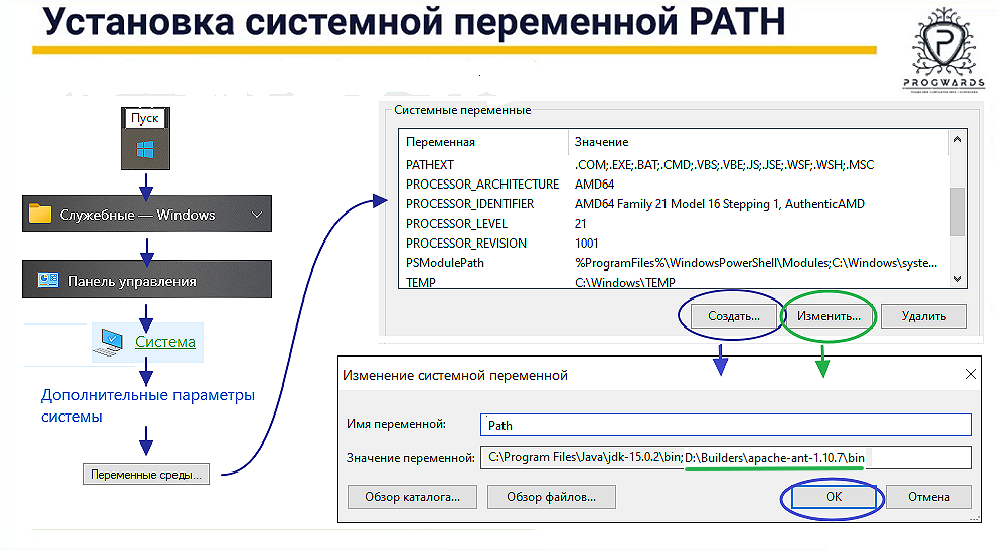 Установка системной переменной PATH
PROGWARDS
Пуск
Служебные — Windows
Панель управления
Система
Дополнительные параметры
системы
Переменные среды...
Системные переменные
Переменная Значение
PATHEXT .COM;.EXE;.BAT;.CMD;.VBS;.VBE;.JS;.JSE;.WSF;.WSH;.MSC
PROCESSOR_ARCHITECTURE AMD64
PROCESSOR_IDENTIFIER AMD64 Family 21 Model 16 Stepping 1, AuthenticAMD
PROCESSOR_LEVEL 21
PROCESSOR_REVISION 1001
PSModulePath %ProgramFiles%\WindowsPowerShell\Modules;C:\Windows\syste...
TEMP C:\Windows\TEMP
Создать... Изменить... Удалить
Изменение системной переменной
Имя переменной: Path
Значение переменной: C:\Program Files\Java\jdk-15.0.2\bin;D:\Builders\apache-ant-1.10.7\bin
Обзор каталога... Обзор файлов... OK Отмена